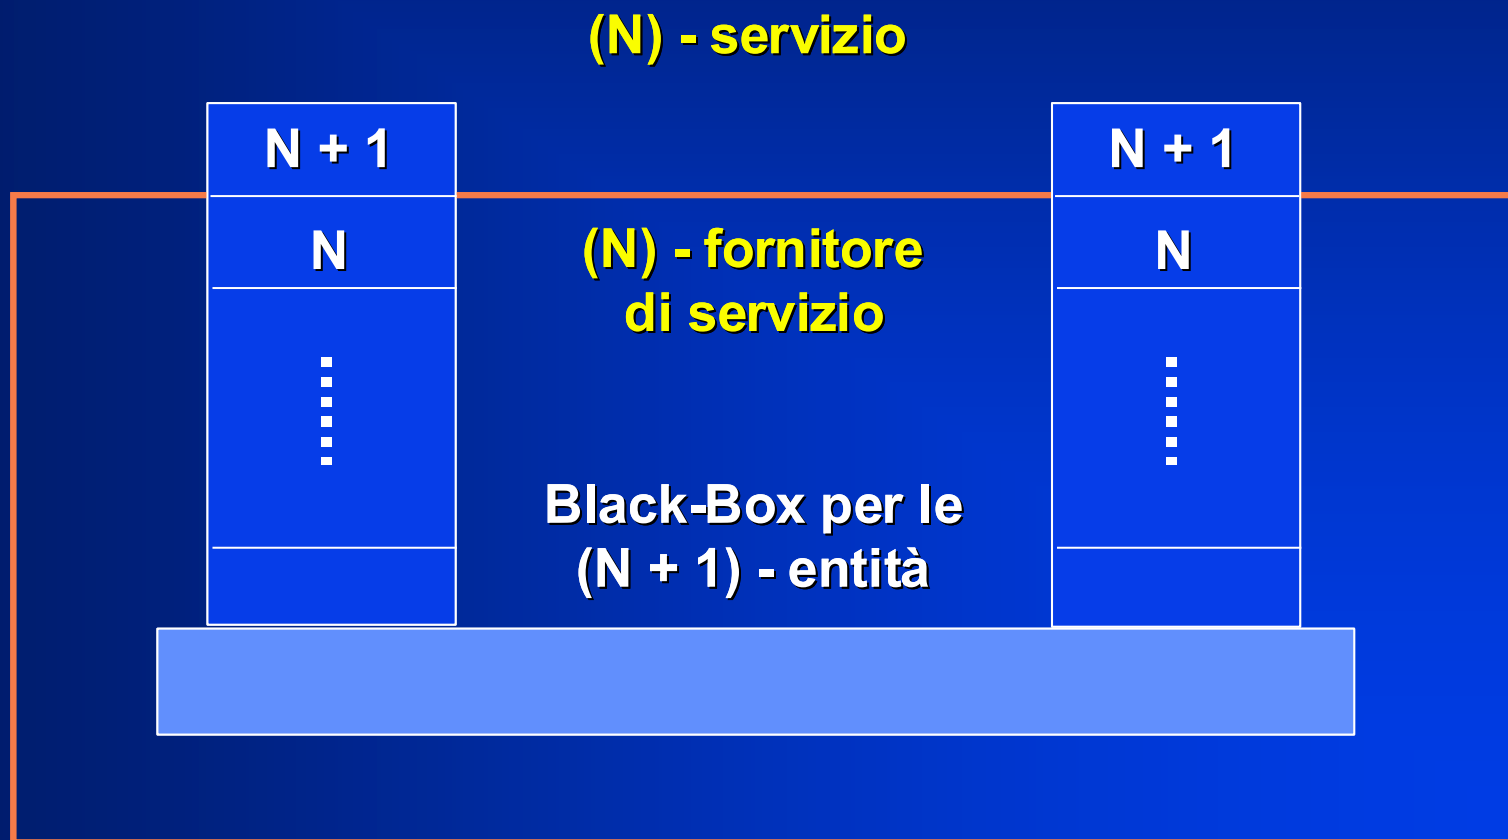 (N) - servizio
N + 1
N + 1
N
(N) - fornitore
di servizio
N
Black-Box per le
(N + 1) - entità